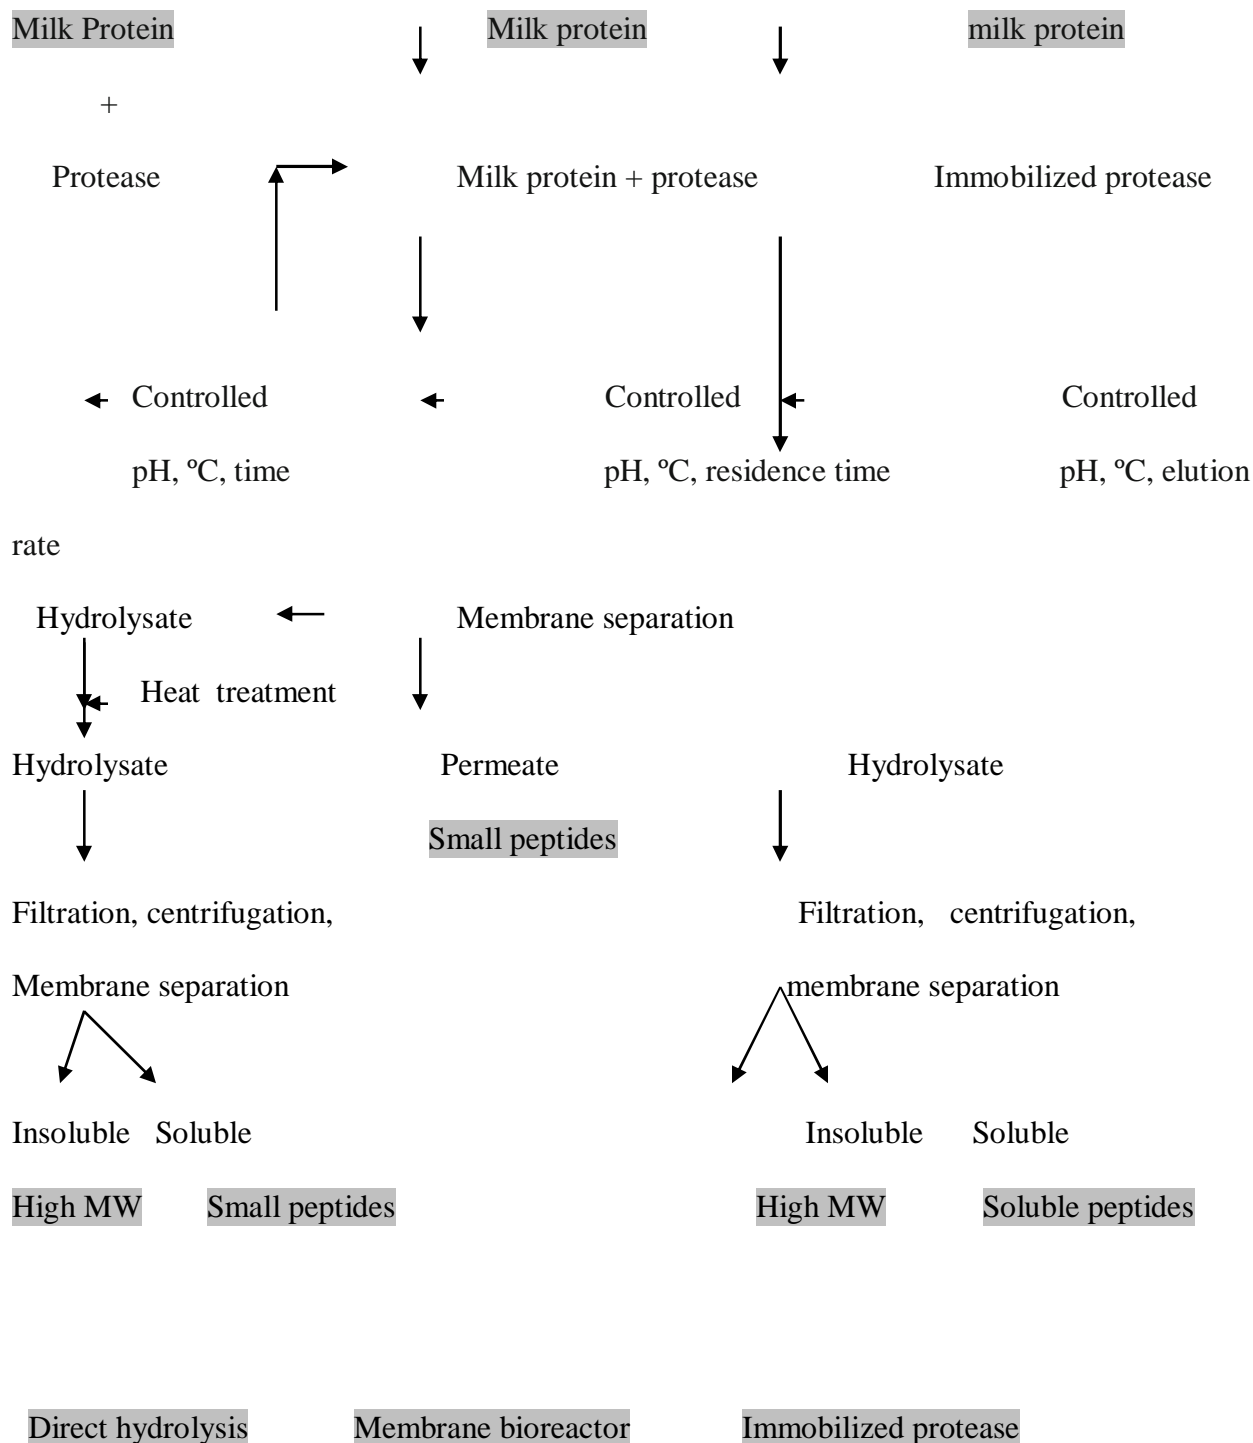 Milk Protein Milk protein milk protein
+
Protease Milk protein + protease Immobilized protease
Controlled Controlled Controlled
pH, ºC, time pH, ºC, residence time pH, ºC, elution
rate
Hydrolysate Membrane separation
Heat treatment
Hydrolysate Permeate Hydrolysate
Small peptides
Filtration, centrifugation, Filtration, centrifugation,
Membrane separation membrane separation
Insoluble Soluble Insoluble Soluble
High MW Small peptides High MW Soluble peptides
Direct hydrolysis Membrane bioreactor Immobilized protease